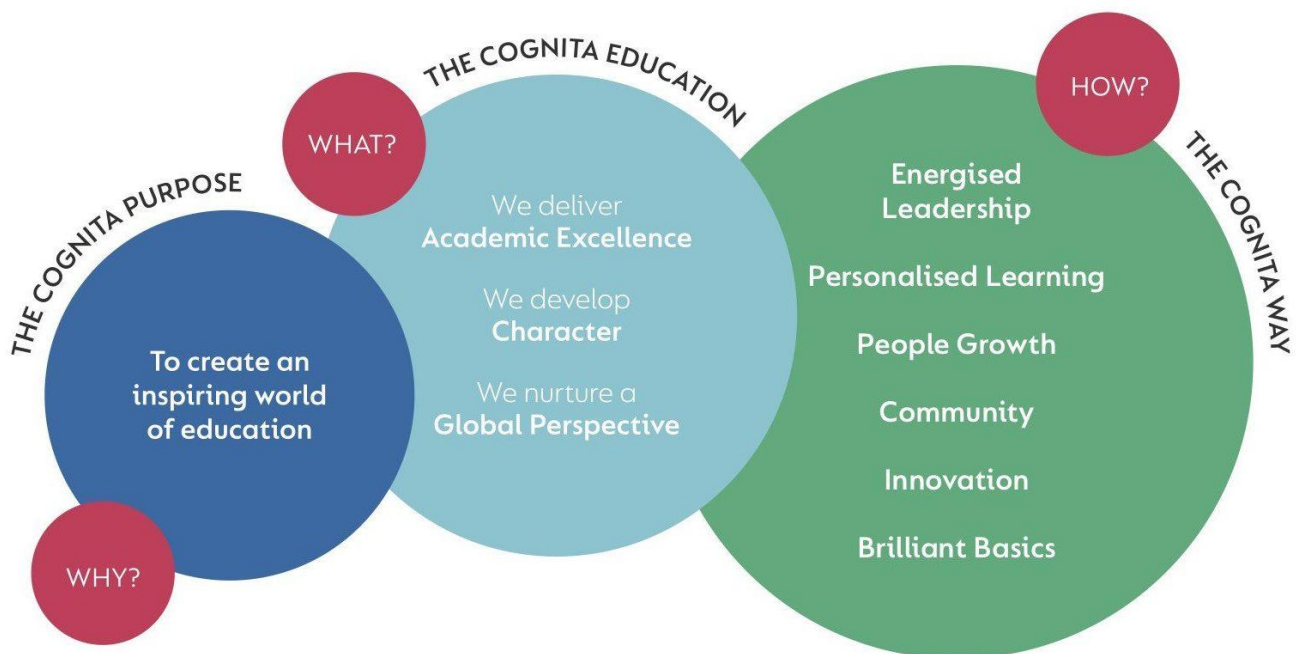 THE COGNITA PURPOSE
To create an
inspiring world
of education
WHY?
WHAT?
THE COGNITA EDUCATION
We deliver
Academic Excellence
We develop
Character
We nurture a
Global Perspective
HOW?
THE COGNITA WAY
Energised
Leadership
Personalised Learning
People Growth
Community
Innovation
Brilliant Basics